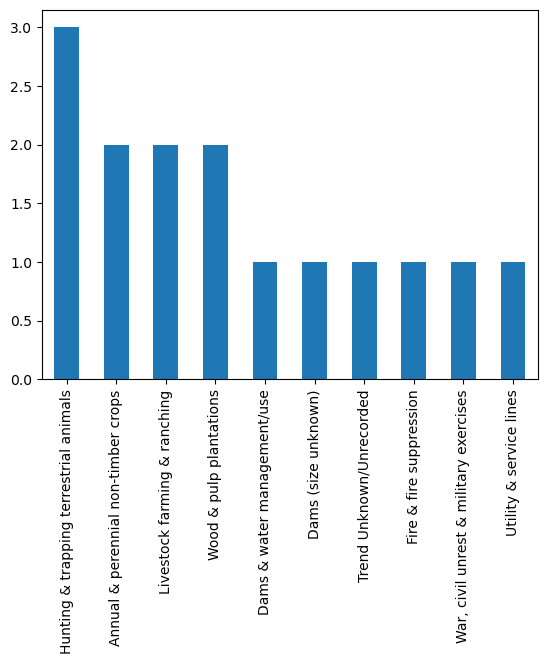 3.0
2.5
2.0
1.5
1.0
0.5
0.0
Hunting & trapping terrestrial animals
Annual & perennial non-timber crops
Livestock farming & ranching
Wood & pulp plantations
Dams & water management/use
Dams (size unknown)
Trend Unknown/Unrecorded
Fire & fire suppression
War, civil unrest & military exercises
Utility & service lines